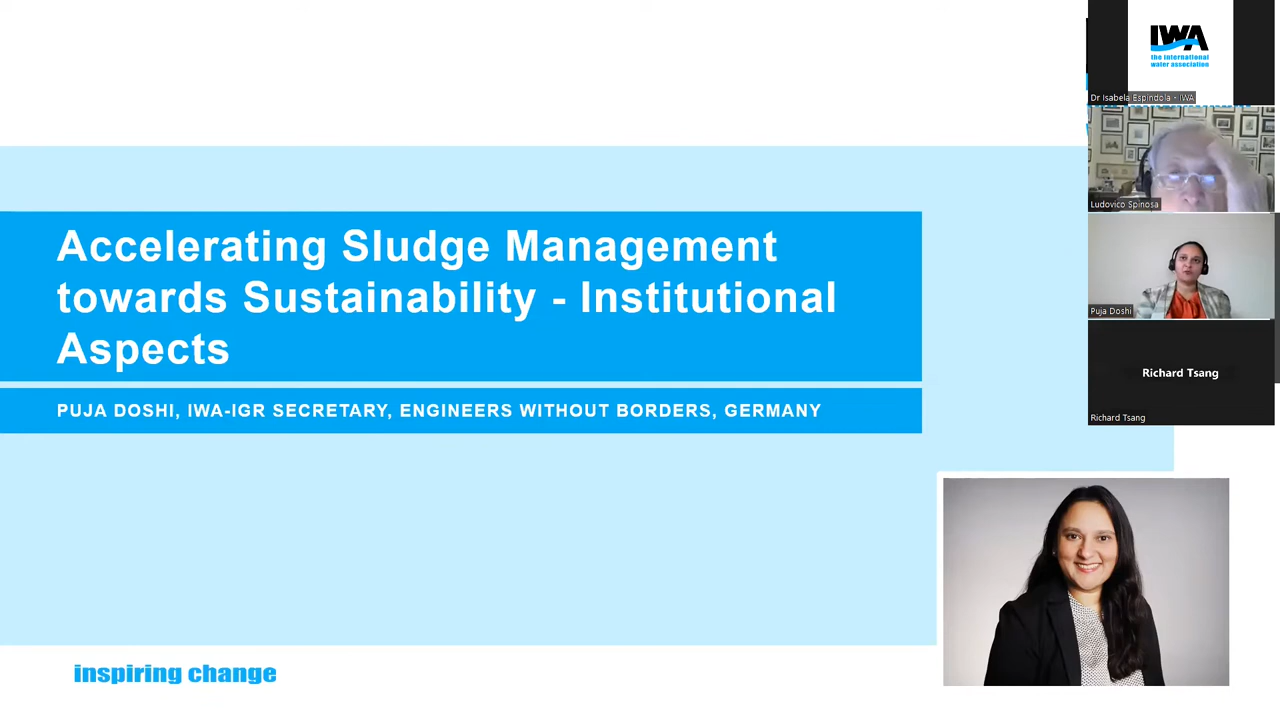 Accelerating Sludge Management
towards Sustainability - Institutional
Aspects
PUJA DOSHI, IWA-IGR SECRETARY, ENGINEERS WITHOUT BORDERS, GERMANY
inspiring change
IWA
the international
water association
Dr Isabela Espindola - IWA
Ludovico Spinosa
Puja Doshi
Richard Tsang
Richard Tsang